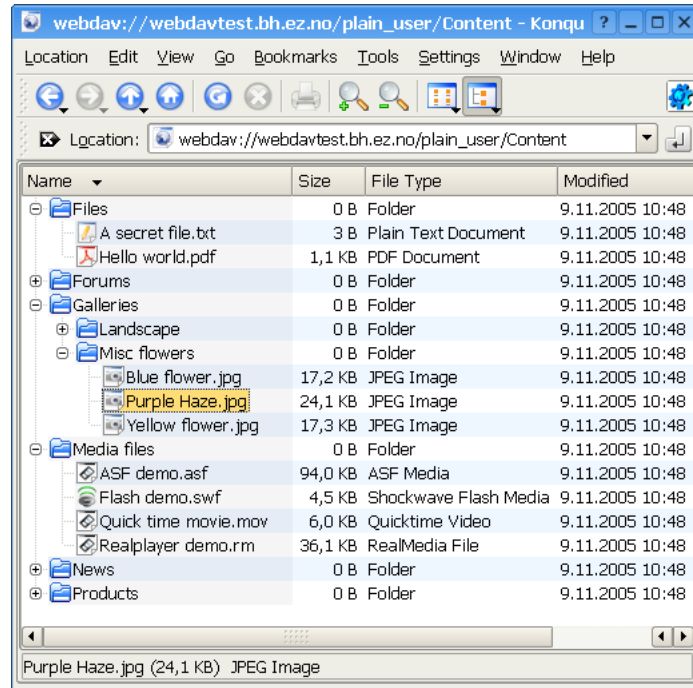 webdav://webdavtest.bh.ez.no/plain_user/Content - Konqu
Location Edit View Go Bookmarks Tools Settings Window Help
Location: webdav://webdavtest.bh.ez.no/plain_user/Content
Name Size File Type Modified
Files 0 B Folder 9.11.2005 10:48
A secret file.txt 3 B Plain Text Document 9.11.2005 10:48
Hello world.pdf 1,1 KB PDF Document 9.11.2005 10:48
Forums 0 B Folder 9.11.2005 10:48
Galleries 0 B Folder 9.11.2005 10:48
Landscape 0 B Folder 9.11.2005 10:48
Misc flowers 0 B Folder 9.11.2005 10:48
Blue flower.jpg 17,2 KB JPEG Image 9.11.2005 10:48
Purple Haze.jpg 24,1 KB JPEG Image 9.11.2005 10:48
Yellow flower.jpg 17,3 KB JPEG Image 9.11.2005 10:48
Media files 0 B Folder 9.11.2005 10:48
ASF demo.asf 94,0 KB ASF Media 9.11.2005 10:48
Flash demo.swf 4,5 KB Shockwave Flash Media 9.11.2005 10:48
Quick time movie.mov 6,0 KB Quicktime Video 9.11.2005 10:48
Realplayer demo.rm 36,1 KB RealMedia File 9.11.2005 10:48
News 0 B Folder 9.11.2005 10:48
Products 0 B Folder 9.11.2005 10:48
Purple Haze.jpg (24,1 KB) JPEG Image